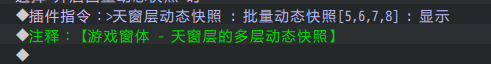 ◆插件指令：>天窗层动态快照 : 批量动态快照[5,6,7,8] : 显示
◆注释：【游戏窗体 - 天窗层的多层动态快照】
◆